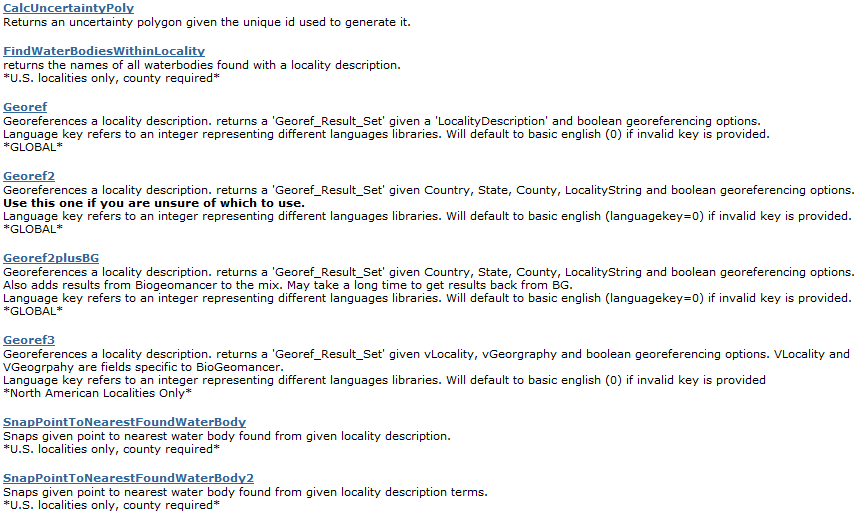 CalcUncertaintyPoly
Returns an uncertainty polygon given the unique id used to generate it.
FindWaterBodiesWithinLocality
returns the names of all waterbodies found with a locality description.
*U.S. localities only, county required*
Georef
Georeferences a locality description. returns a 'Georef_Result_Set' given a 'LocalityDescription' and boolean georeferencing options.
Language key refers to an integer representing different languages libraries. Will default to basic english (0) if invalid key is provided.
*GLOBAL*
Georef2
Georeferences a locality description. returns a 'Georef_Result_Set' given Country, State, County, LocalityString and boolean georeferencing options.
Use this one if you are unsure of which to use.
Language key refers to an integer representing different languages libraries. Will default to basic english (languagekey=0) if invalid key is provided.
*GLOBAL*
Georef2plusBG
Georeferences a locality description. returns a 'Georef_Result_Set' given Country, State, County, LocalityString and boolean georeferencing options.
Also adds results from Biogeomancer to the mix. May take a long time to get results back from BG.
Language key refers to an integer representing different languages libraries. Will default to basic english (languagekey=0) if invalid key is provided.
*GLOBAL*
Georef3
Georeferences a locality description. returns a 'Georef_Result_Set' given vLocality, vGeorgraphy and boolean georeferencing options. VLocality and
VGeogrpahy are fields specific to BioGeomancer.
Language key refers to an integer representing different languages libraries. Will default to basic english (0) if invalid key is provided
*North American Localities Only*
SnapPointToNearestFoundWaterBody
Snaps given point to nearest water body found from given locality description.
*U.S. localities only, county required*
SnapPointToNearestFoundWaterBody2
Snaps given point to nearest water body found from given locality description terms.
*U.S. localities only, county required*